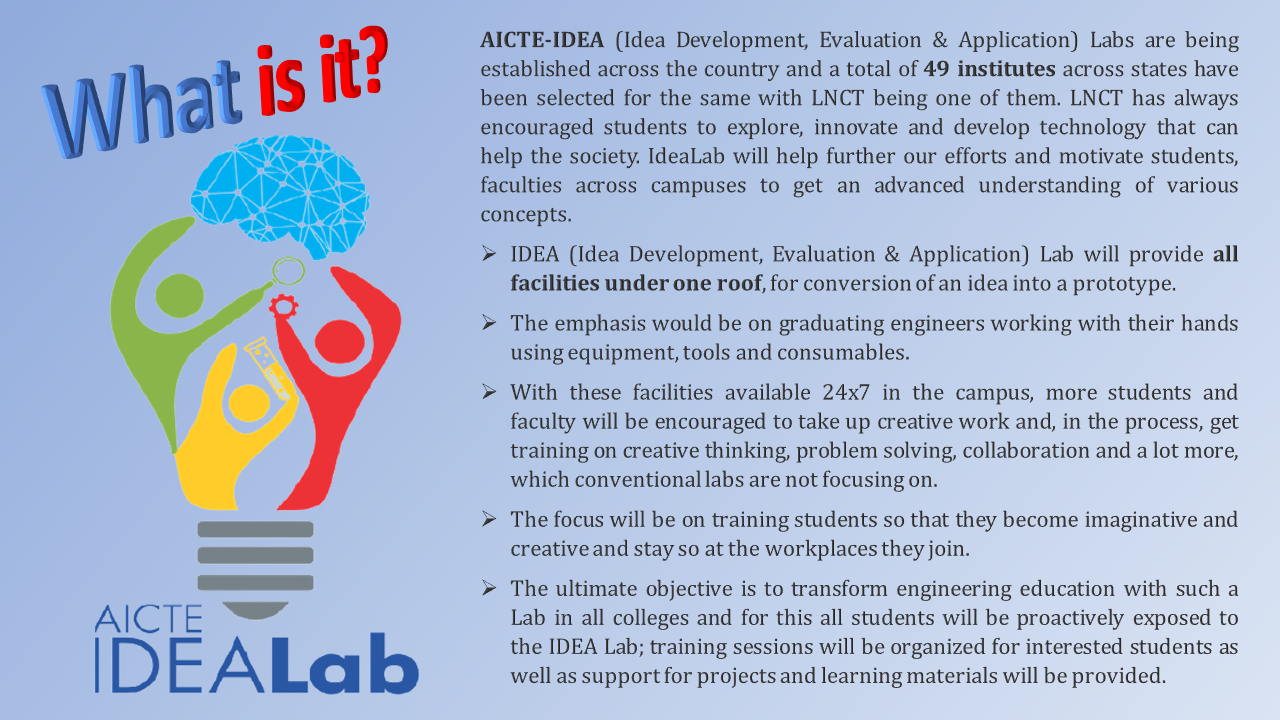 What is it?
AICTE
IDEALab
AICTE-IDEA (Idea Development, Evaluation & Application) Labs are being
established across the country and a total of 49 institutes across states have
been selected for the same with LNCT being one of them. LNCT has always
encouraged students to explore, innovate and develop technology that can
help the society. IdeaLab will help further our efforts and motivate students,
faculties across campuses to get an advanced understanding of various
concepts.
➢ IDEA (Idea Development, Evaluation & Application) Lab will provide all
facilities under one roof, for conversion of an idea into a prototype.
➢ The emphasis would be on graduating engineers working with their hands
using equipment, tools and consumables.
➢ With these facilities available 24x7 in the campus, more students and
faculty will be encouraged to take up creative work and, in the process, get
training on creative thinking, problem solving, collaboration and a lot more,
which conventional labs are not focusing on.
➢ The focus will be on training students so that they become imaginative and
creative and stay so at the workplaces they join.
➢ The ultimate objective is to transform engineering education with such a
Lab in all colleges and for this all students will be proactively exposed to
the IDEA Lab; training sessions will be organized for interested students as
well as support for projects and learning materials will be provided.